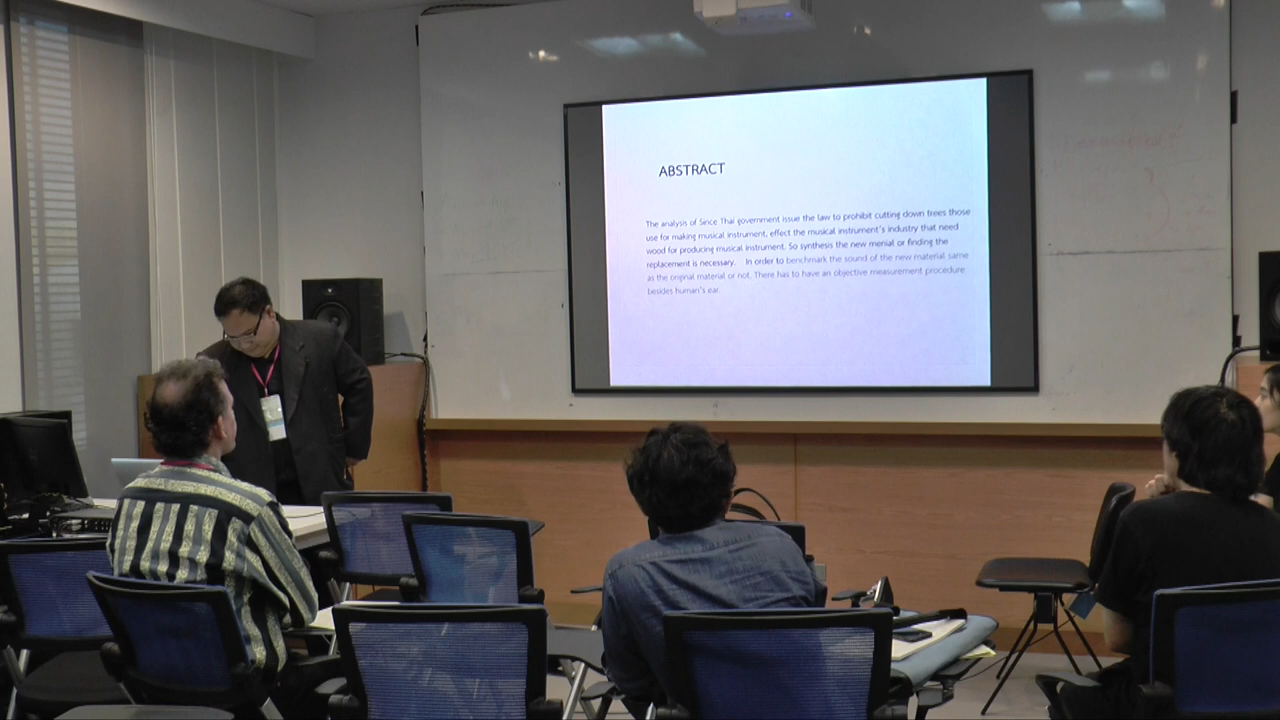 ABSTRACT
The analysis of Since Thai government issue the law to prohibit cutting down trees those
use for making musical instrument, effect the musical instrument's industry that need
wood for producing musical instrument. So synthesis the new menial or finding the
replacement is necessary. In order to benchmark the sound of the new material same
as the original material or not. There has to have an objective measurement procedure
besides human's ear.